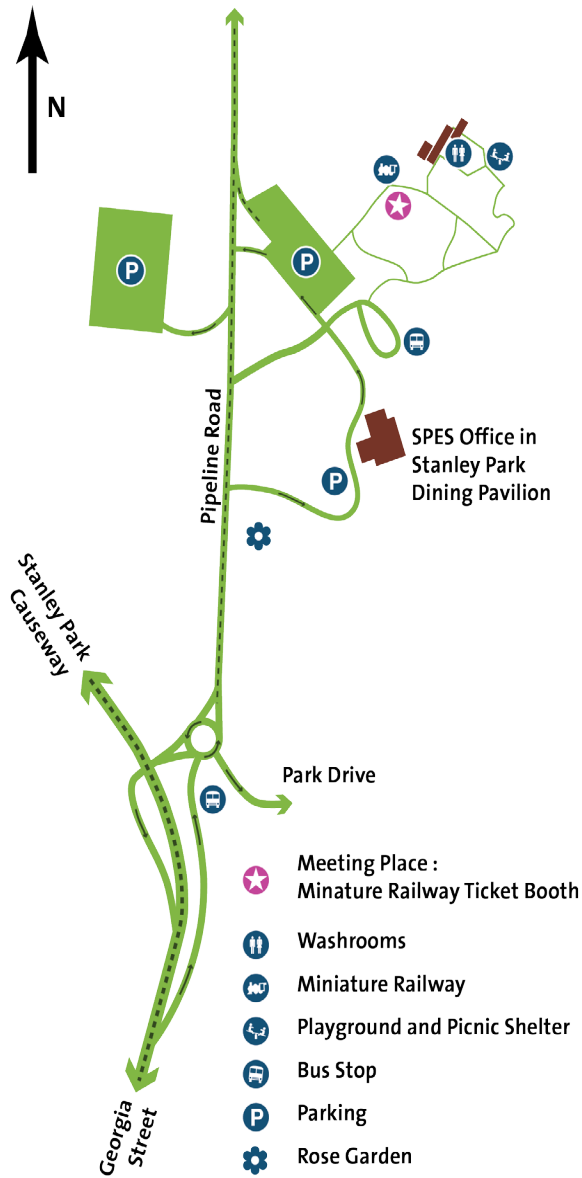 N
P
P
Pipeline Road
SPES Office in
Stanley Park
Dining Pavilion
P
Stanley Park
Causeway
Park Drive
Meeting Place :
Minature Railway Ticket Booth
Washrooms
Miniature Railway
Playground and Picnic Shelter
Bus Stop
P
Parking
Rose Garden
Georgia
Street